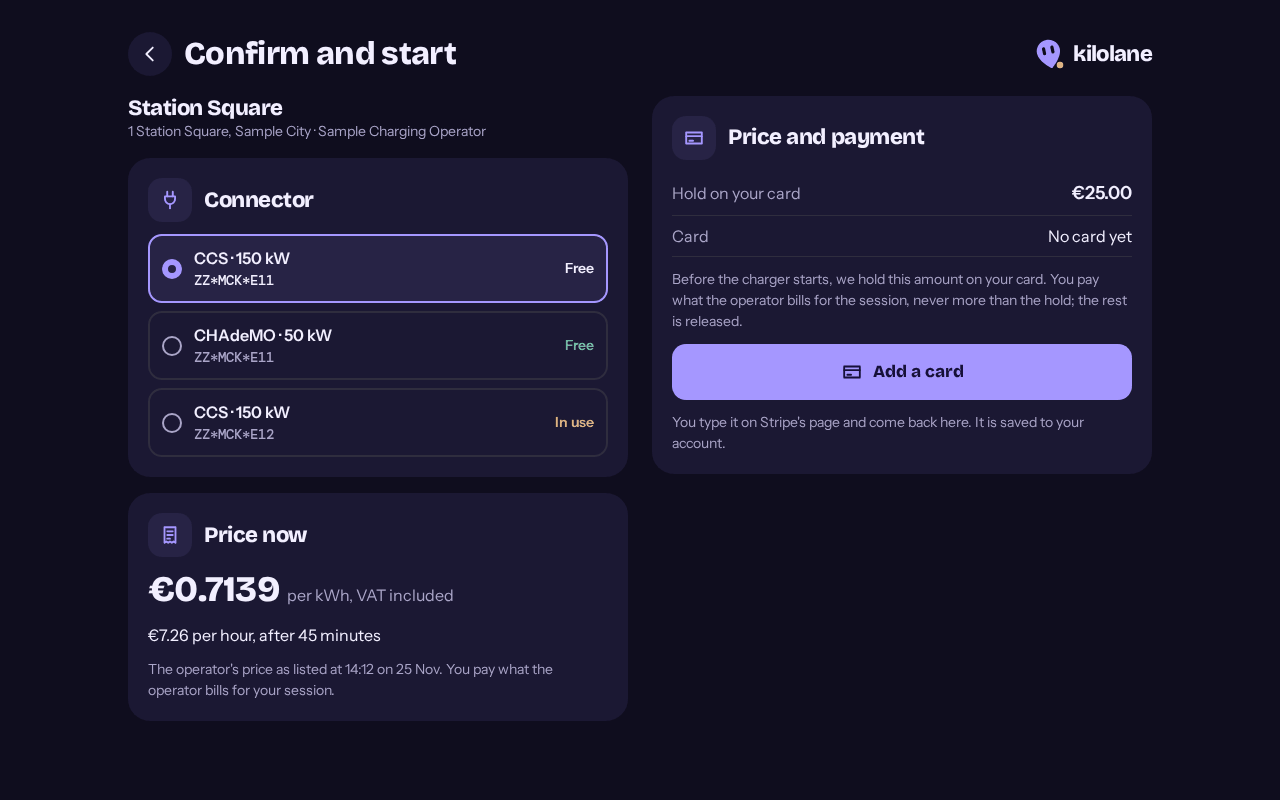 Confirm and start
kilolane
Station Square
1 Station Square, Sample City · Sample Charging Operator
Connector
CCS · 150 kW
ZZ*MCK*E11
Free
CHAdeMO · 50 kW
ZZ*MCK*E11
Free
CCS · 150 kW
ZZ*MCK*E12
In use
Price now
€0.7139 per kWh, VAT included
€7.26 per hour, after 45 minutes
The operator's price as listed at 14:12 on 25 Nov. You pay what the
operator bills for your session.
Price and payment
Hold on your card €25.00
Card No card yet
Before the charger starts, we hold this amount on your card. You pay
what the operator bills for the session, never more than the hold; the rest
is released.
Add a card
You type it on Stripe's page and come back here. It is saved to your
account.